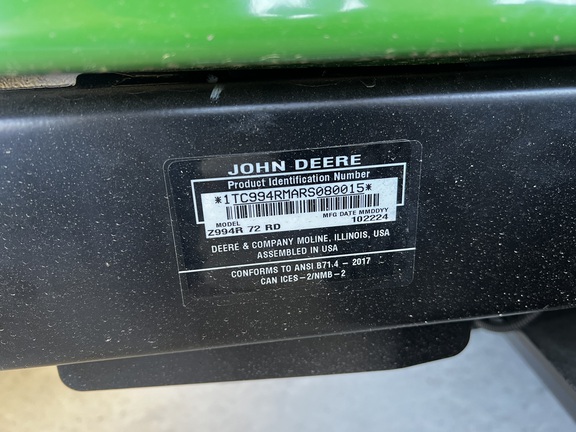 JOHN DEERE
Product Identification Number
*1TC994RMARS080015*
MODEL MFG DATE MMDDYY
Z994R 72 RD 102224
DEERE & COMPANY MOLINE, ILLINOIS, USA
ASSEMBLED IN USA
CONFORMS TO ANSI B71.4 - 2017
CAN ICES-2/NMB-2